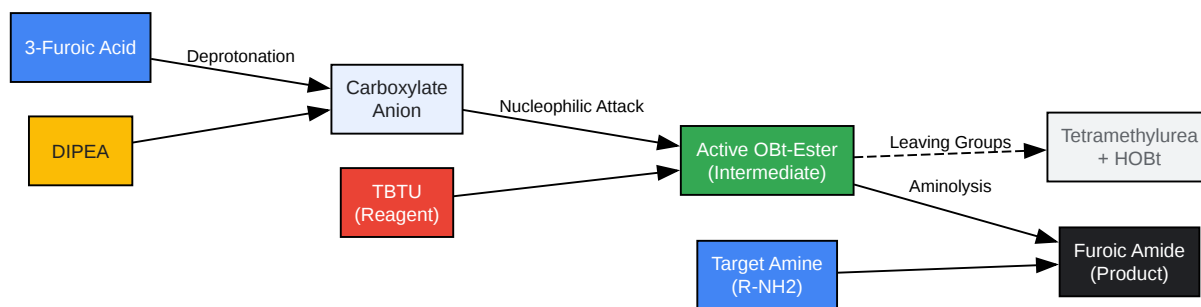 3-Furoic Acid
Deprotonation
DIPEA
Carboxylate
Anion
Nucleophilic Attack
TBTU
(Reagent)
Active OBt-Ester
(Intermediate)
Leaving Groups
Tetramethylurea
+ HOBt
Aminolysis
Target Amine
(R-NH2)
Furoic Amide
(Product)